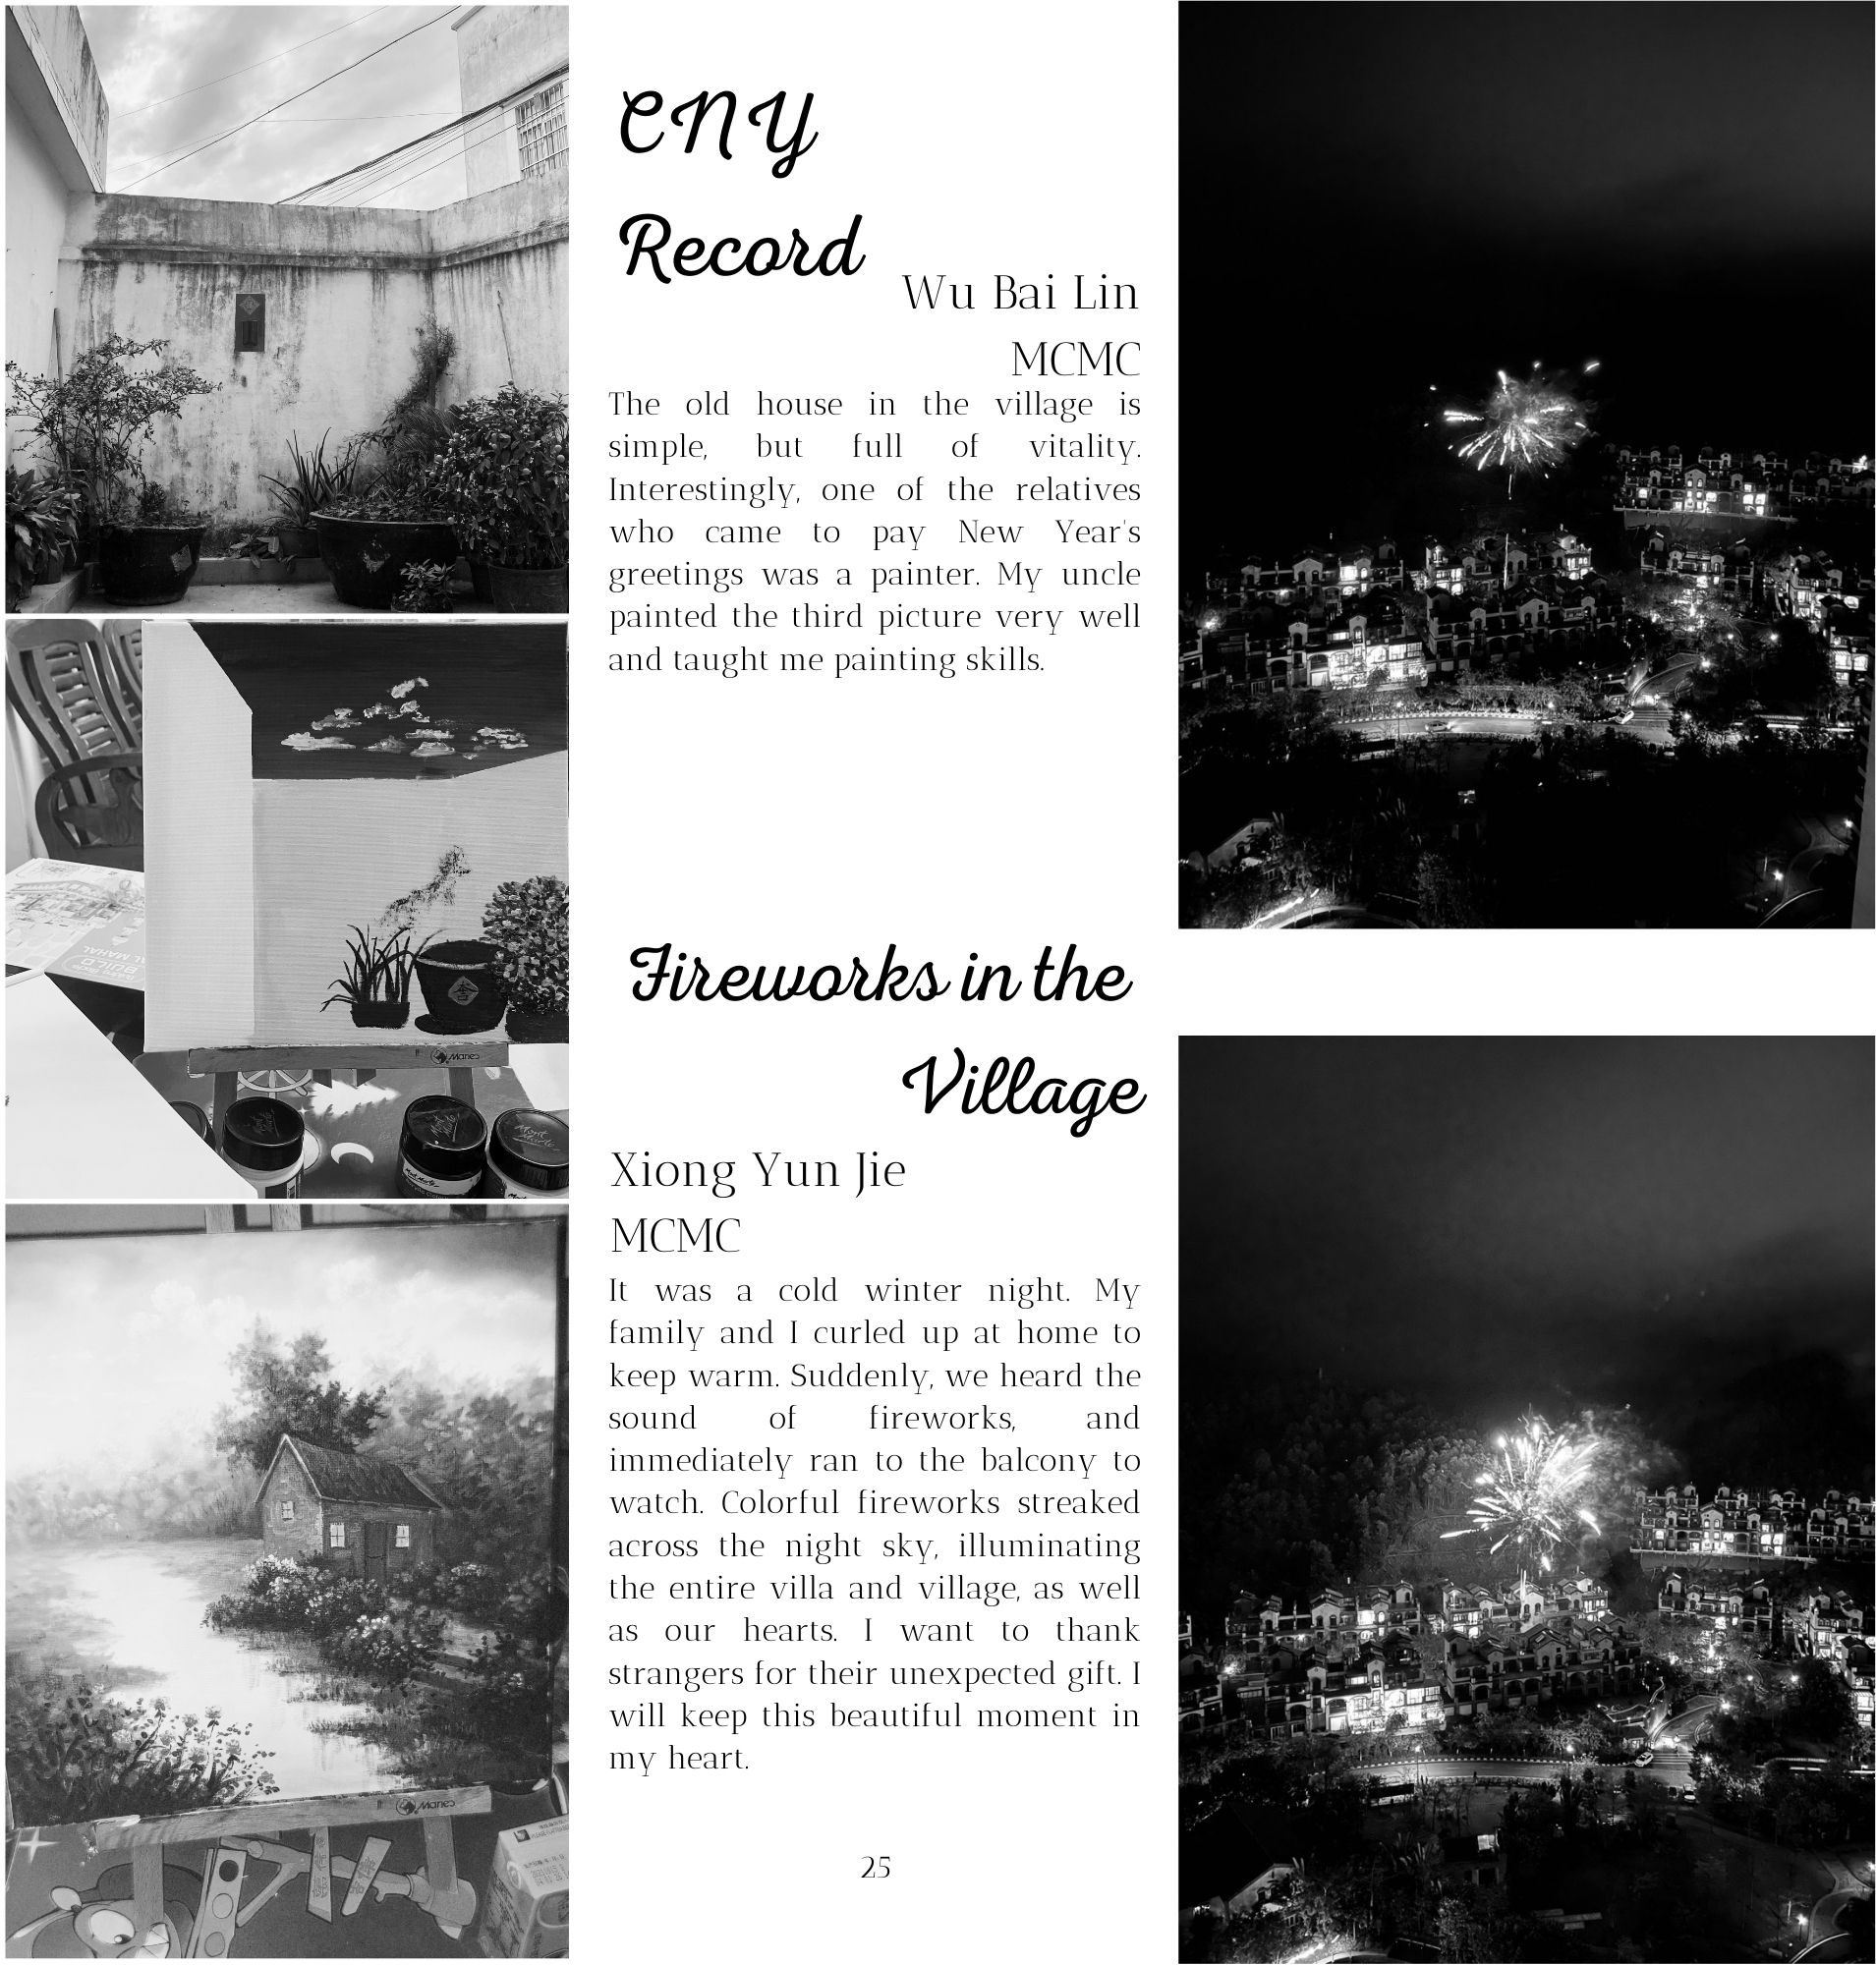 CNY
Record
Wu Bai Lin
MCMC
The old house in the village is
simple, but full of vitality.
Interestingly, one of the relatives
who came to pay New Year's
greetings was a painter. My uncle
painted the third picture very well
and taught me painting skills.
Fireworks in the
Village
Xiong Yun Jie
MCMC
It was a cold winter night. My
family and I curled up at home to
keep warm. Suddenly, we heard the
sound of fireworks, and
immediately ran to the balcony to
watch. Colorful fireworks streaked
across the night sky, illuminating
the entire villa and village, as well
as our hearts. I want to thank
strangers for their unexpected gift. I
will keep this beautiful moment in
my heart.
25
Maries
Maries